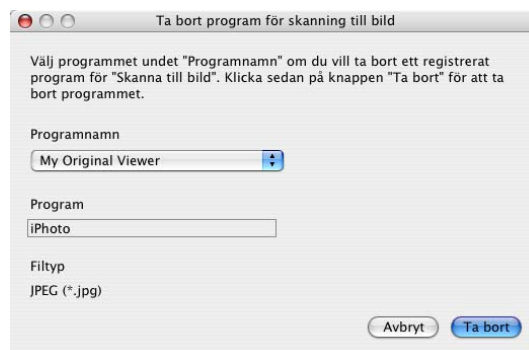 Ta bort program för skanning till bild
Välj programmet undet "Programnamn" om du vill ta bort ett registrerat
program för "Skanna till bild". Klicka sedan på knappen "Ta bort" för att ta
bort programmet.
Programnamn
My Original Viewer
Program
iPhoto
Filtyp
JPEG (*.jpg)
Avbryt Ta bort